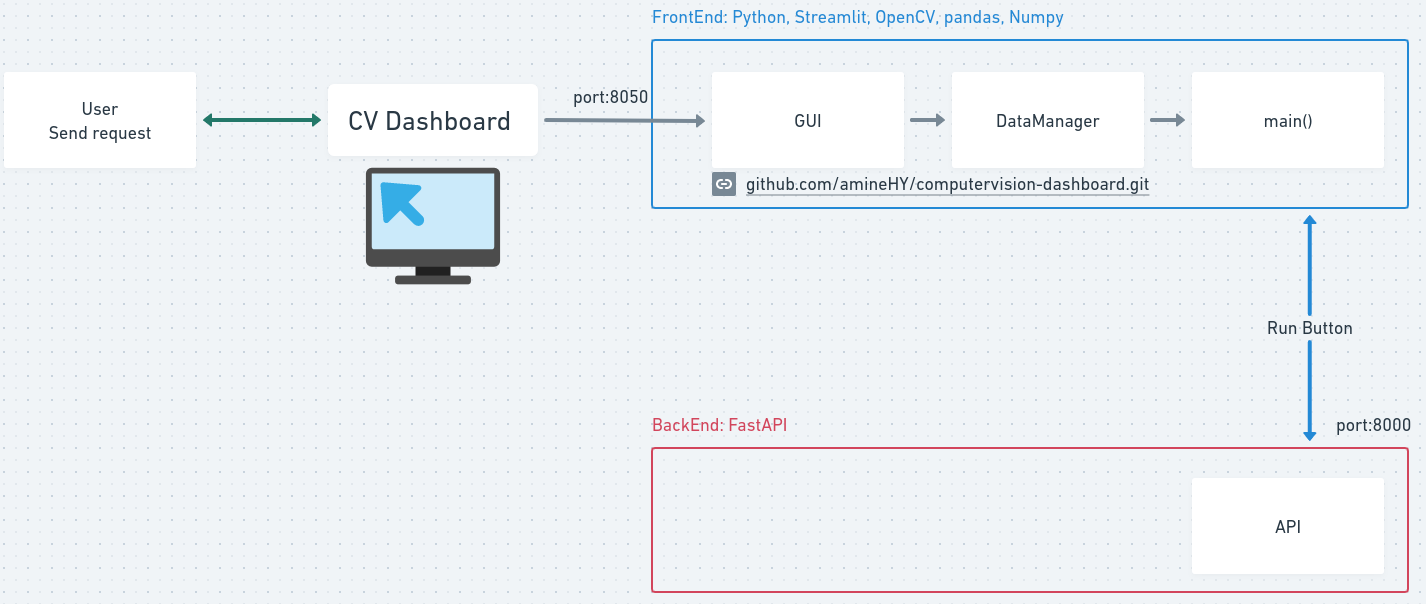 FrontEnd: Python, Streamlit, OpenCV, pandas, Numpy
User
Send request
CV Dashboard
port:8050
GUI
DataManager
main()
github.com/amineHY/computervision-dashboard.git
Run Button
BackEnd: FastAPI
port:8000
API